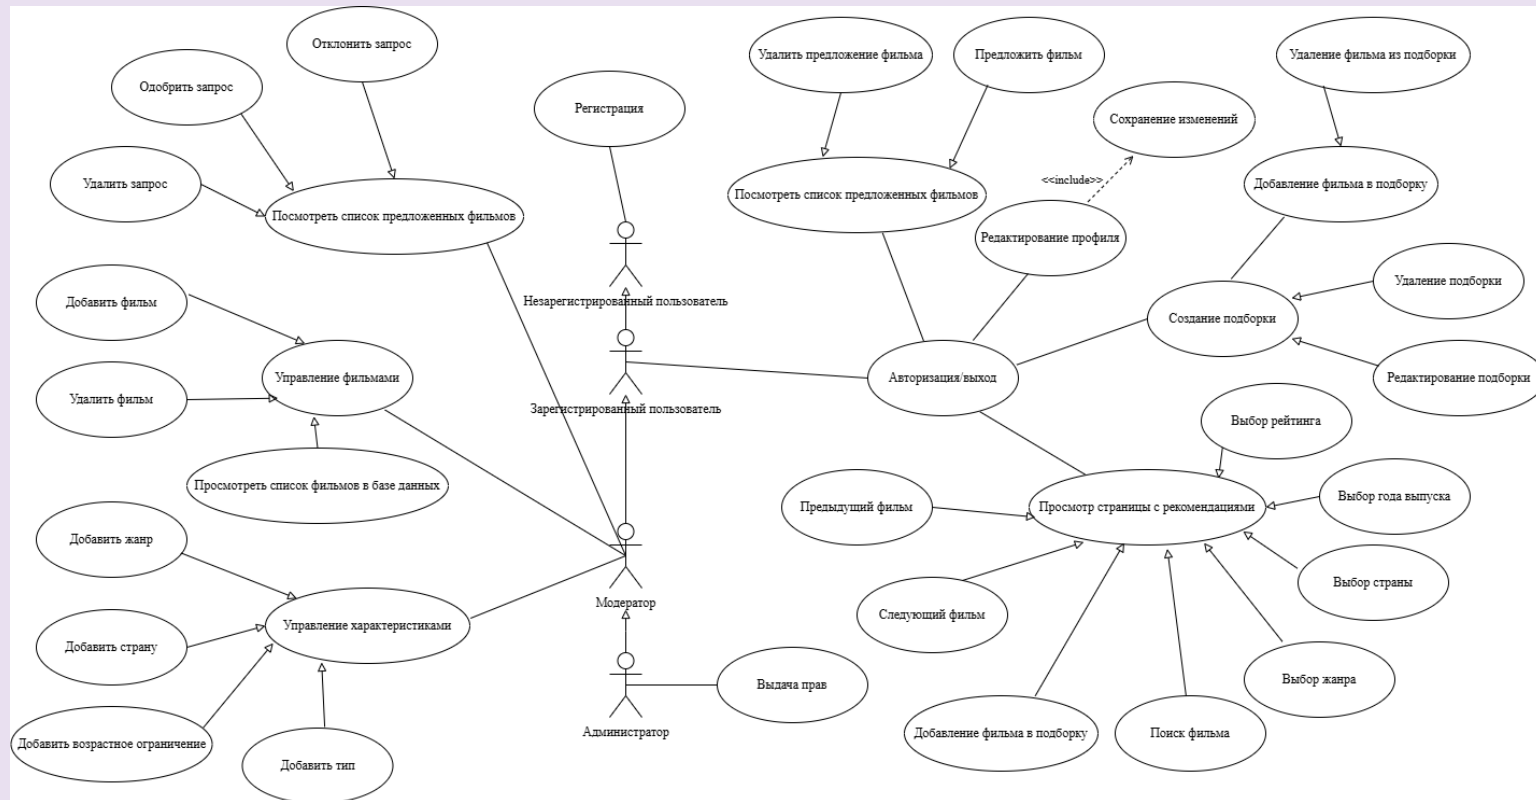 Отклонить запрос
Одобрить запрос
Удалить запрос
Посмотреть список предложенных фильмов
Добавить фильм
Управление фильмами
Удалить фильм
Просмотреть список фильмов в базе данных
Добавить жанр
Управление характеристиками
Добавить страну
Добавить возрастное ограничение
Добавить тип
Регистрация
Незарегистрированный пользователь
Зарегистрированный пользователь
Модератор
Администратор
Выдача прав
Удалить предложение фильма
Предложить фильм
Удаление фильма из подборки
Сохранение изменений
<<include>>
Посмотреть список предложенных фильмов
Добавление фильма в подборку
Редактирование профиля
Удаление подборки
Создание подборки
Авторизация/выход
Редактирование подборки
Выбор рейтинга
Выбор года выпуска
Просмотр страницы с рекомендациями
Предыдущий фильм
Выбор страны
Следующий фильм
Выбор жанра
Добавление фильма в подборку
Поиск фильма